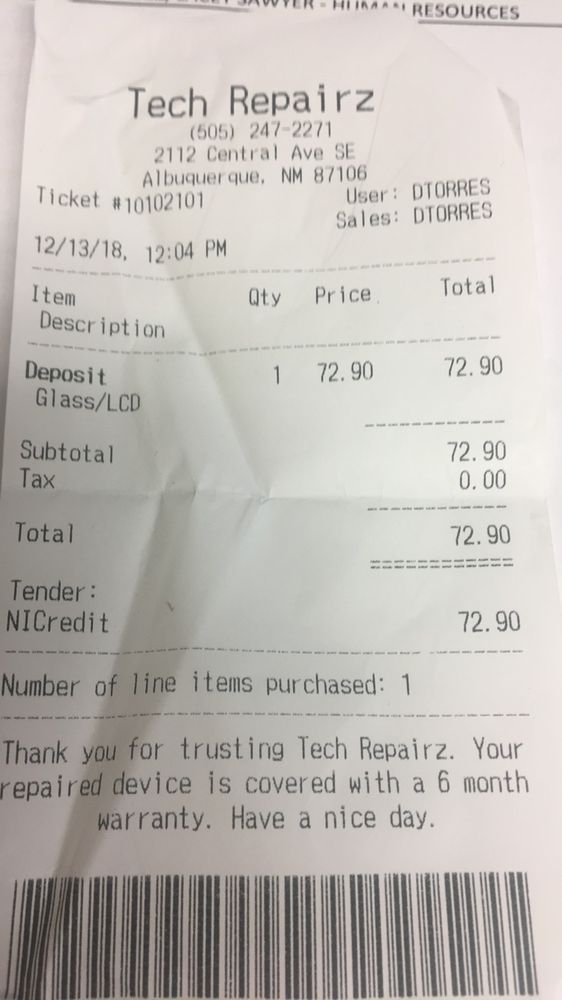 RESOURCES
Tech Repairz
(505) 247-2271
2112 Central Ave SE
Albuquerque, NM 87106
Ticket #10102101
User: DTORRES
Sales: DTORRES
12/13/18, 12:04 PM
Item Qty Price Total
Description
Deposit 1 72.90 72.90
Glass/LCD
Subtotal 72.90
Tax 0.00
Total 72.90
Tender:
NICredit 72.90
Number of line items purchased: 1
Thank you for trusting Tech Repairz. Your
repaired device is covered with a 6 month
warranty. Have a nice day.